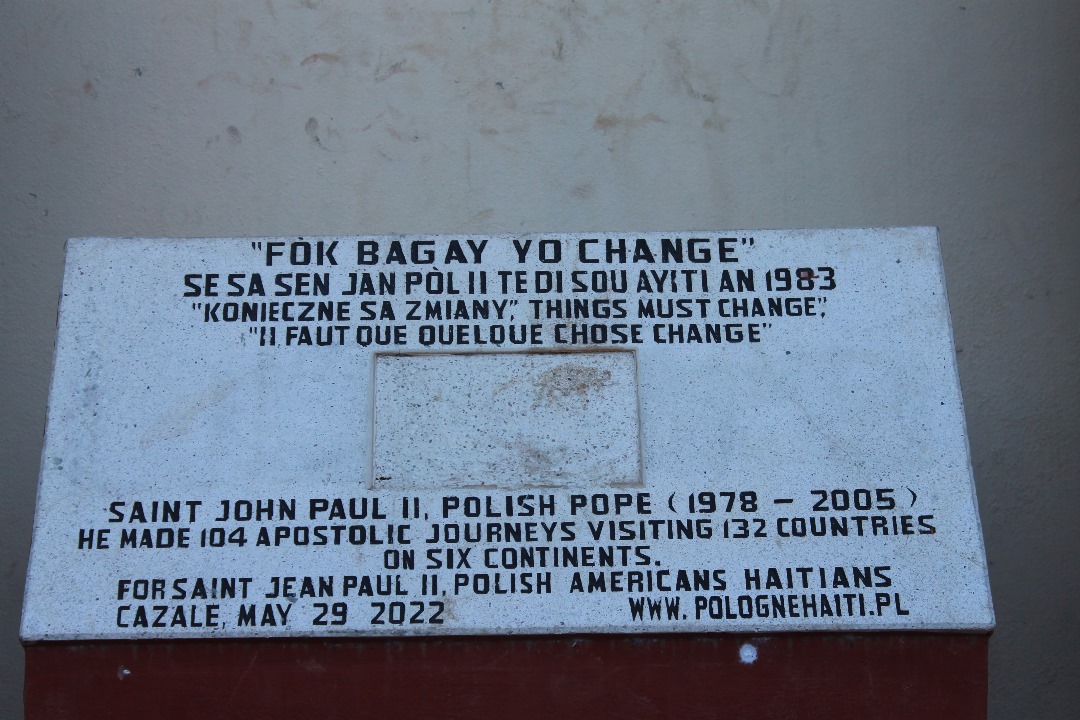 "FÒK BAGAY YO CHANGE"
SE SA SEN JAN PÒL II TE DI SOU AYITI AN 1983
"KONIECZNE SA ZMIANY", THINGS MUST CHANGE",
"II FAUT QUE QUELQUE CHOSE CHANGE"
SAINT JOHN PAUL II, POLISH POPE (1978 – 2005)
HE MADE 104 APOSTOLIC JOURNEYS VISITING 132 COUNTRIES
ON SIX CONTINENTS.
FOR SAINT JEAN PAUL II, POLISH AMERICANS HAITIANS
CAZALE, MAY 29 2022 WWW.POLOGNEHAITI.PL